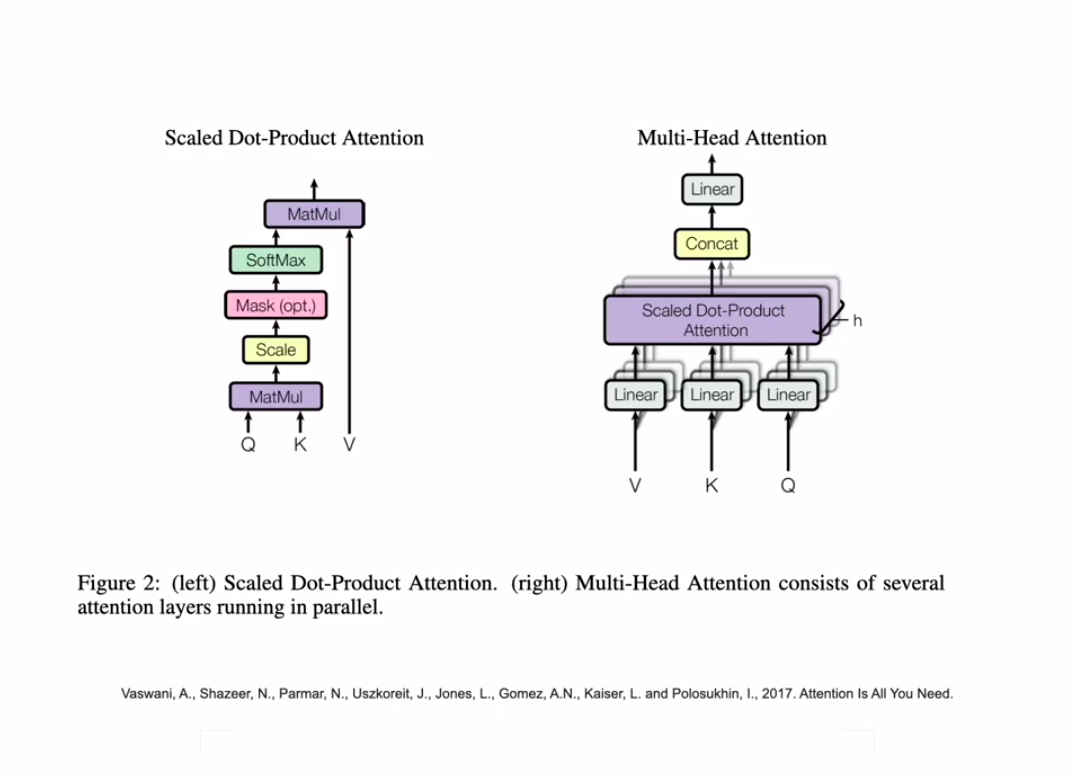 Scaled Dot-Product Attention
MatMul
SoftMax
Mask (opt.)
Scale
MatMul
Q K V
Multi-Head Attention
Linear
Concat
Scaled Dot-Product
Attention
h
Linear Linear Linear
V K Q
Figure 2: (left) Scaled Dot-Product Attention. (right) Multi-Head Attention consists of several
attention layers running in parallel.
Vaswani, A., Shazeer, N., Parmar, N., Uszkoreit, J., Jones, L., Gomez, A.N., Kaiser, L. and Polosukhin, I., 2017. Attention Is All You Need.